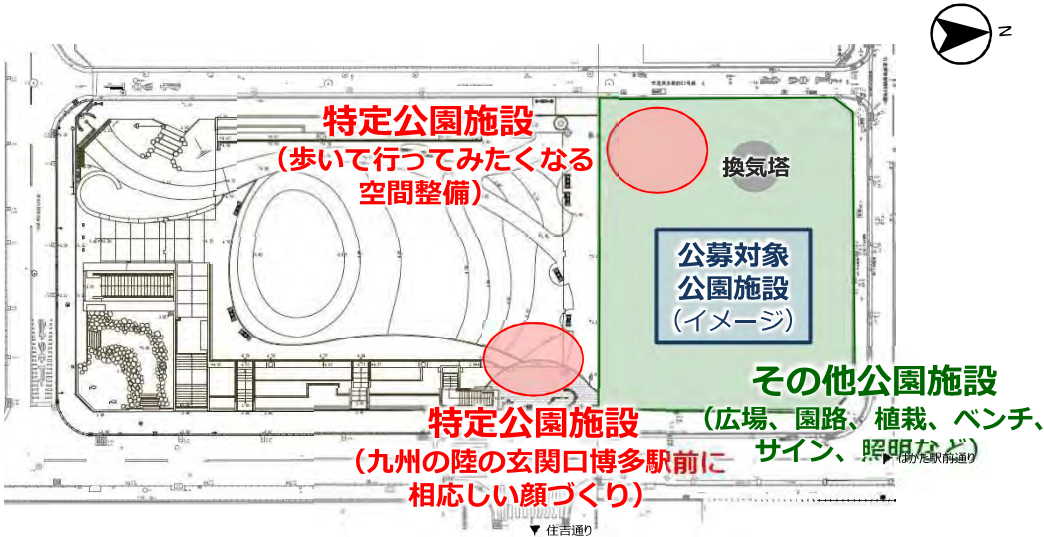 N
特定公園施設
（歩いて行ってみたくなる
空間整備）
換気塔
公募対象
公園施設
（イメージ）
その他公園施設
（広場、園路、植栽、ベンチ、
サイン、照明など）
はかた駅前通り
特定公園施設
（九州の陸の玄関口博多駅前に
相応しい顔づくり）
▼ 住吉通り